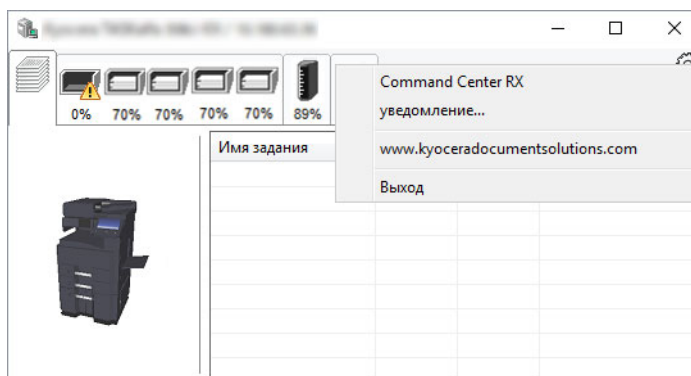 0% 70% 70% 70% 70% 89%
Command Center RX
уведомление...
www.kyoceradocumentsolutions.com
Выход
Имя задания